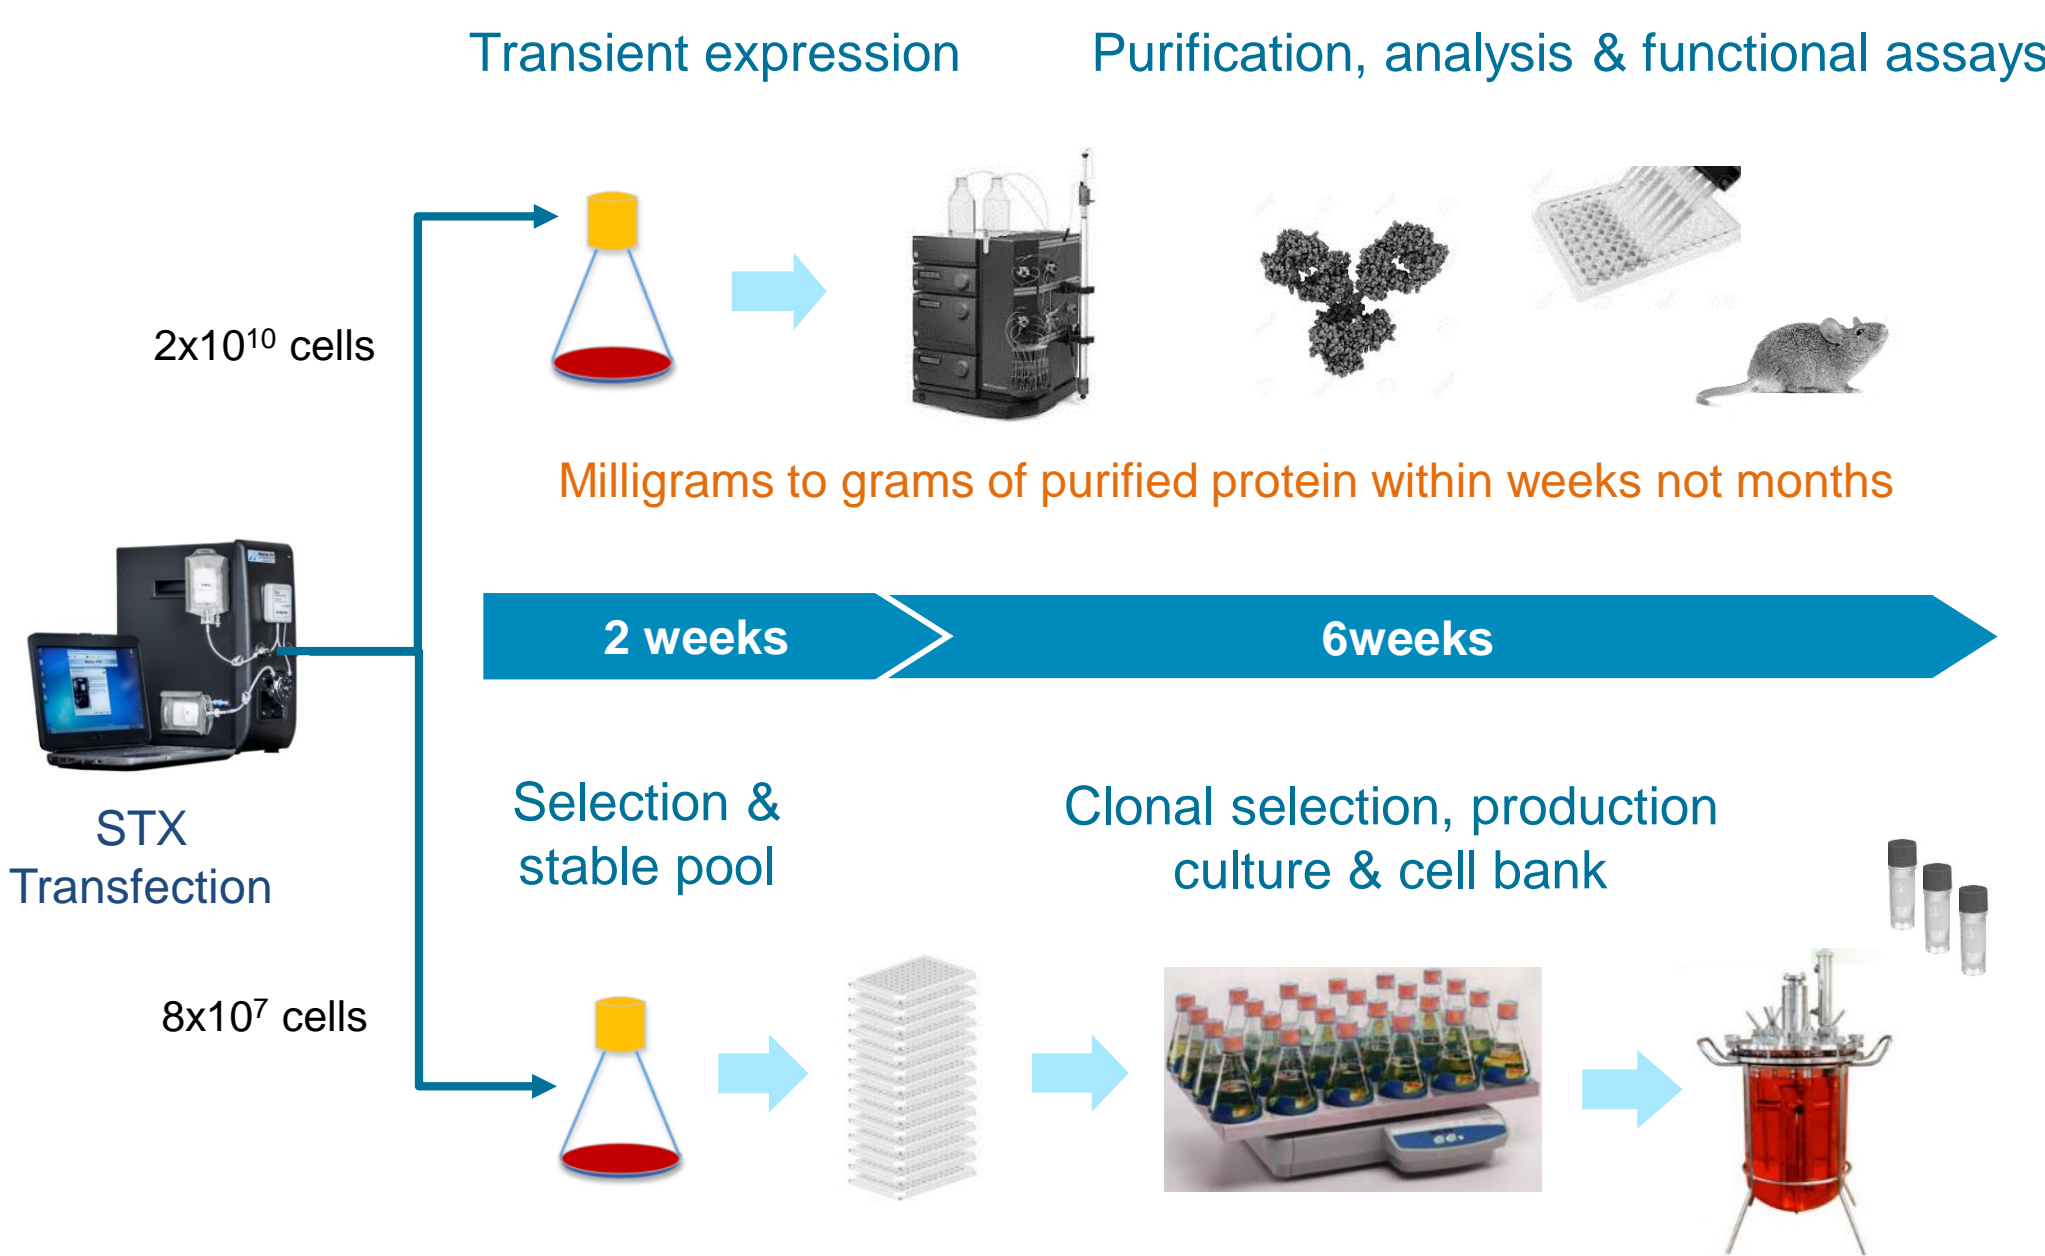 Transient expression
Purification, analysis & functional assays
2x10¹⁰ cells
Milligrams to grams of purified protein within weeks not months
2 weeks
6weeks
STX
Transfection
Selection &
stable pool
Clonal selection, production
culture & cell bank
8x10⁷ cells